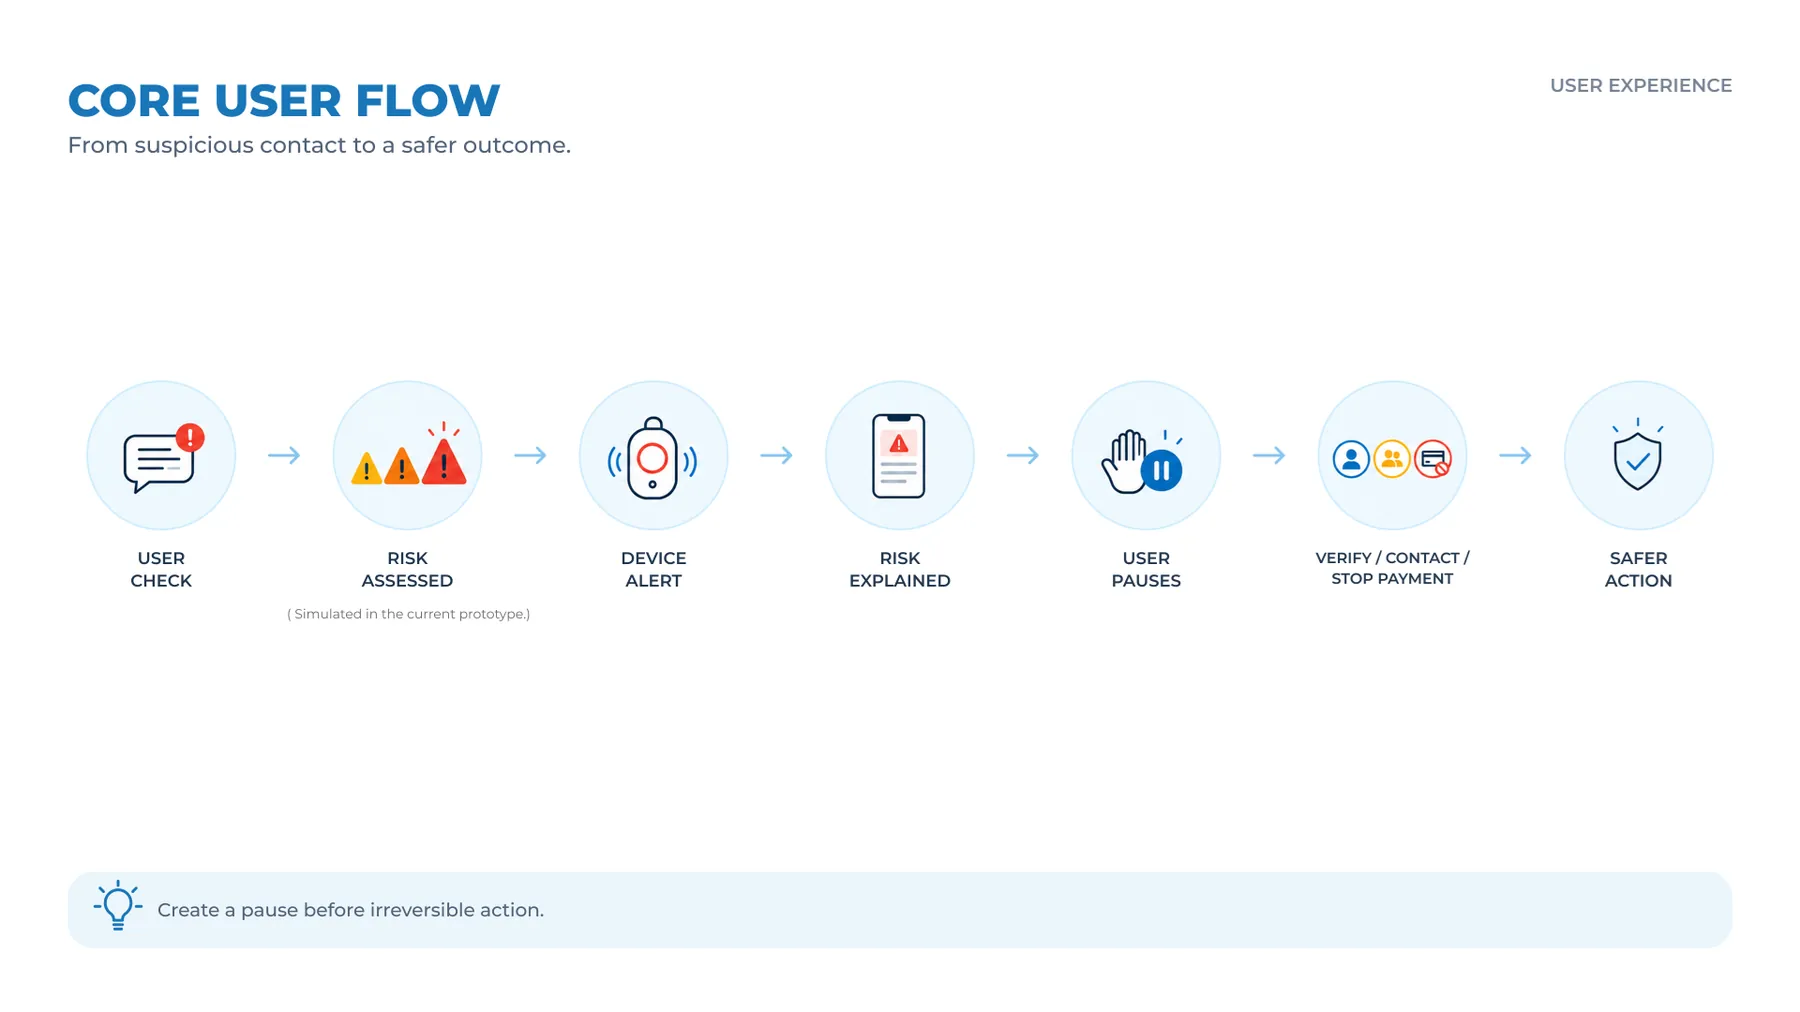 CORE USER FLOW
USER EXPERIENCE
From suspicious contact to a safer outcome.
USER
CHECK
RISK
ASSESSED
( Simulated in the current prototype.)
DEVICE
ALERT
RISK
EXPLAINED
USER
PAUSES
VERIFY / CONTACT /
STOP PAYMENT
SAFER
ACTION
Create a pause before irreversible action.